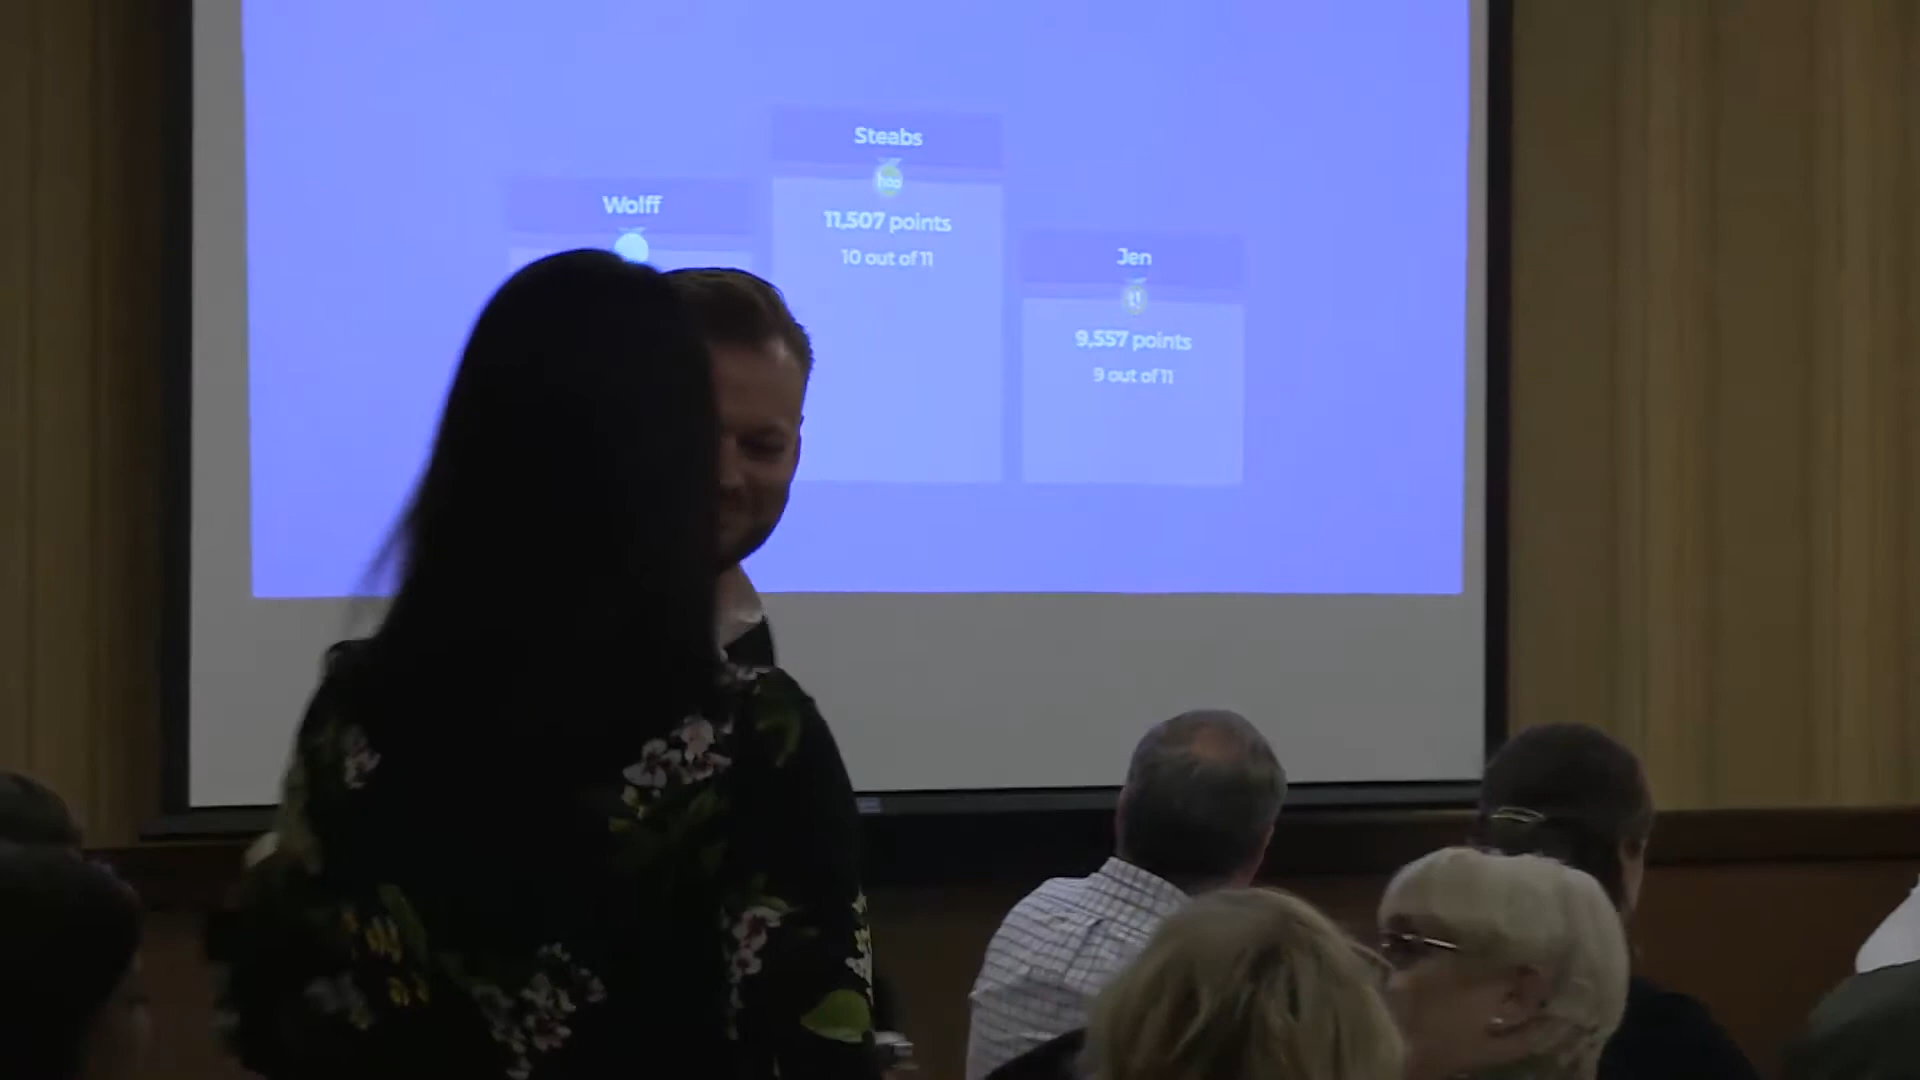 Steabs
11,507 points
10 out of 11
Wolff
Jen
9,557 points
9 out of 11